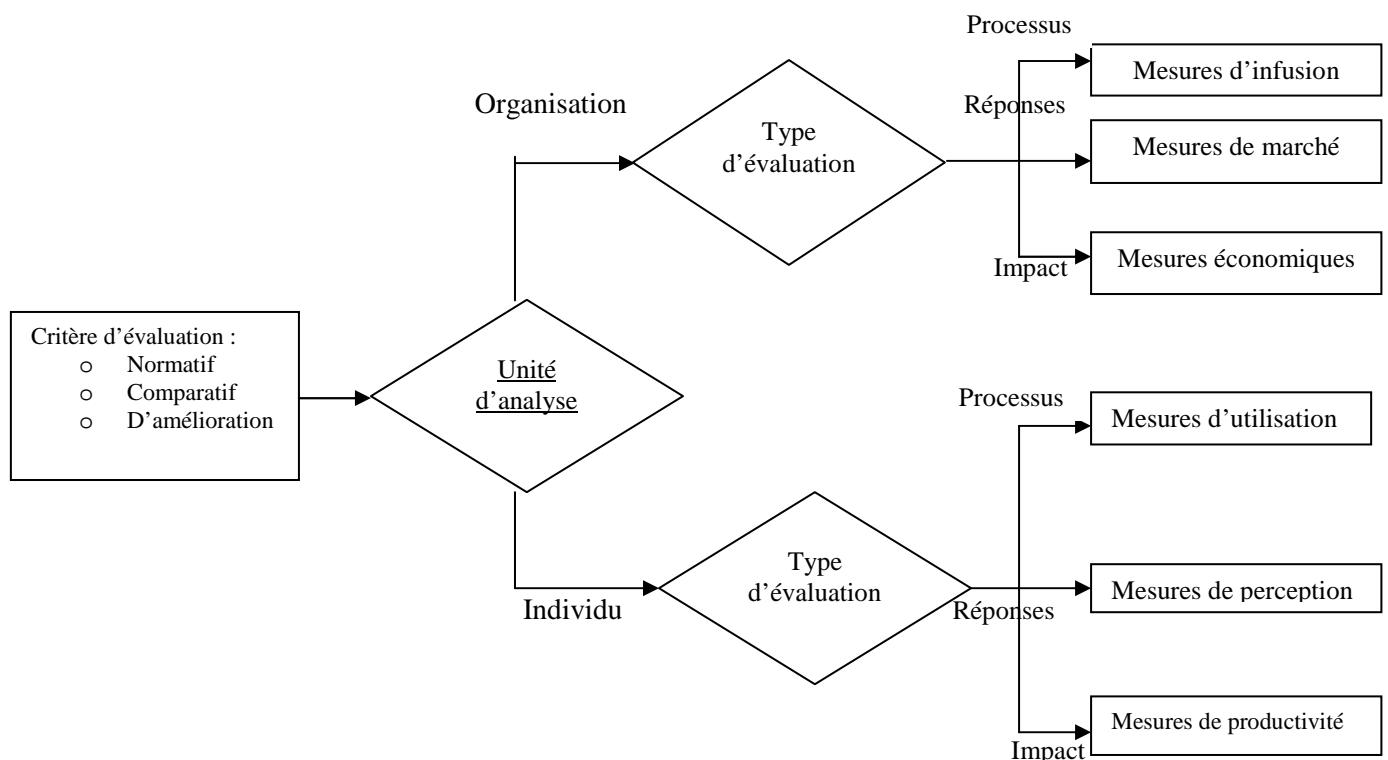 Processus
Mesures d’infusion
Organisation
Réponses
Type
d’évaluation
Mesures de marché
Impact
Mesures économiques
Critère d’évaluation :
o Normatif
o Comparatif
o D’amélioration
Unité
d’analyse
Processus
Mesures d’utilisation
Type
d’évaluation
Individu
Réponses
Mesures de perception
Mesures de productivité
Impact